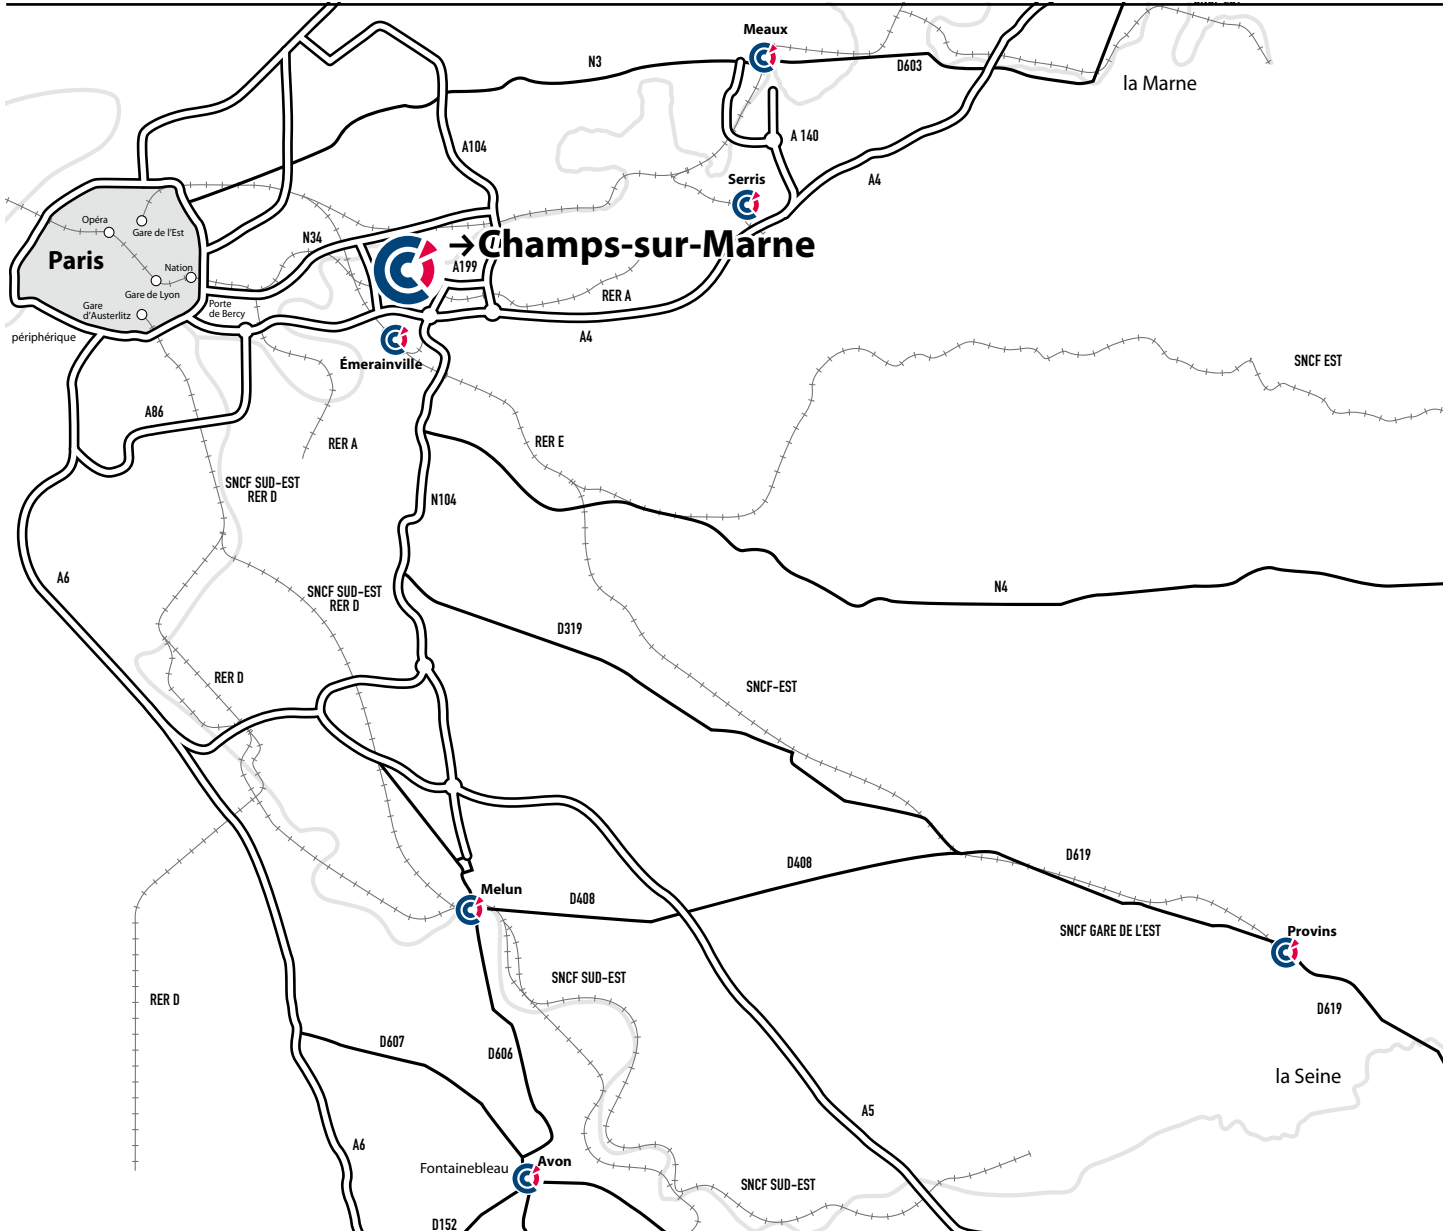 Meaux
N3
D603
la Marne
A104
A 140
A4
Serris
Opéra
Gare de l'Est
N34
→Champs-sur-Marne
Paris
Nation
A199
Gare de Lyon
RER A
Gare
d'Austerlitz
Porte
de Bercy
périphérique
A4
Émerainville
SNCF EST
A86
RER A
RER E
SNCF SUD-EST
RER D
N104
A6
SNCF SUD-EST
RER D
N4
D319
RER D
SNCF-EST
D408
D619
Melun
D408
SNCF GARE DE L'EST
Provins
SNCF SUD-EST
RER D
D619
D607
D606
la Seine
A5
A6
Fontainebleau
Avon
SNCF SUD-EST
D152